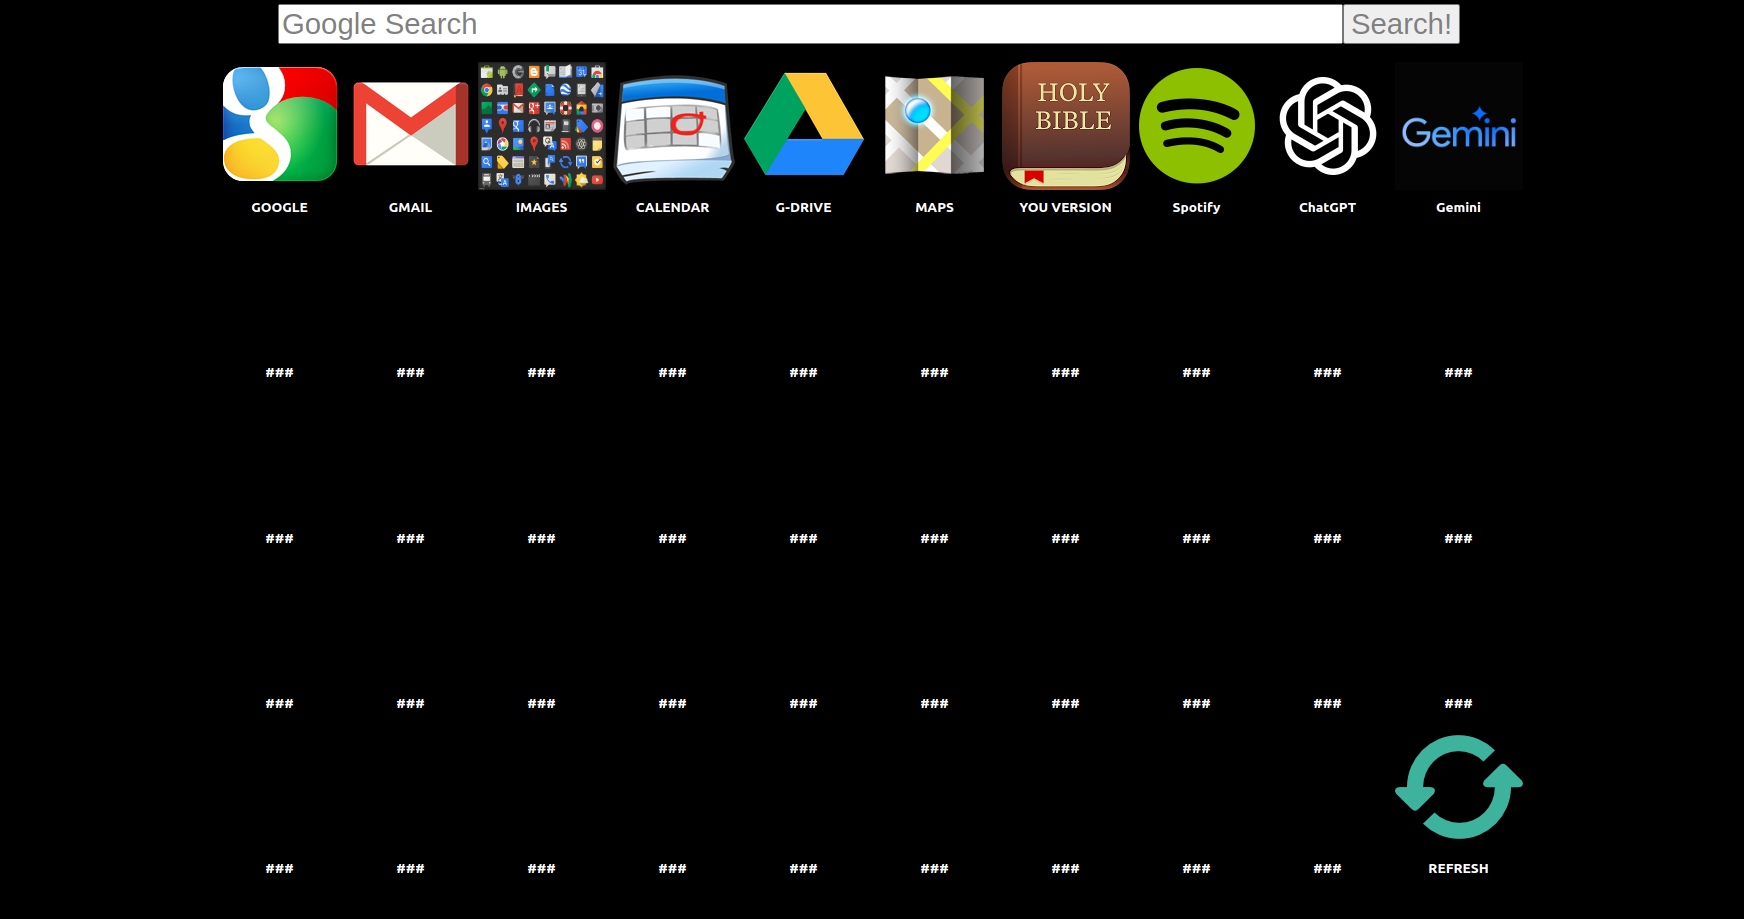 Google Search Search!
HOLY
BIBLE
Gemini
GOOGLE GMAIL IMAGES CALENDAR G-DRIVE MAPS YOU VERSION Spotify ChatGPT Gemini
### ### ### ### ### ### ### ### ### ###
### ### ### ### ### ### ### ### ### ###
### ### ### ### ### ### ### ### ### ###
### ### ### ### ### ### ### ### ### REFRESH